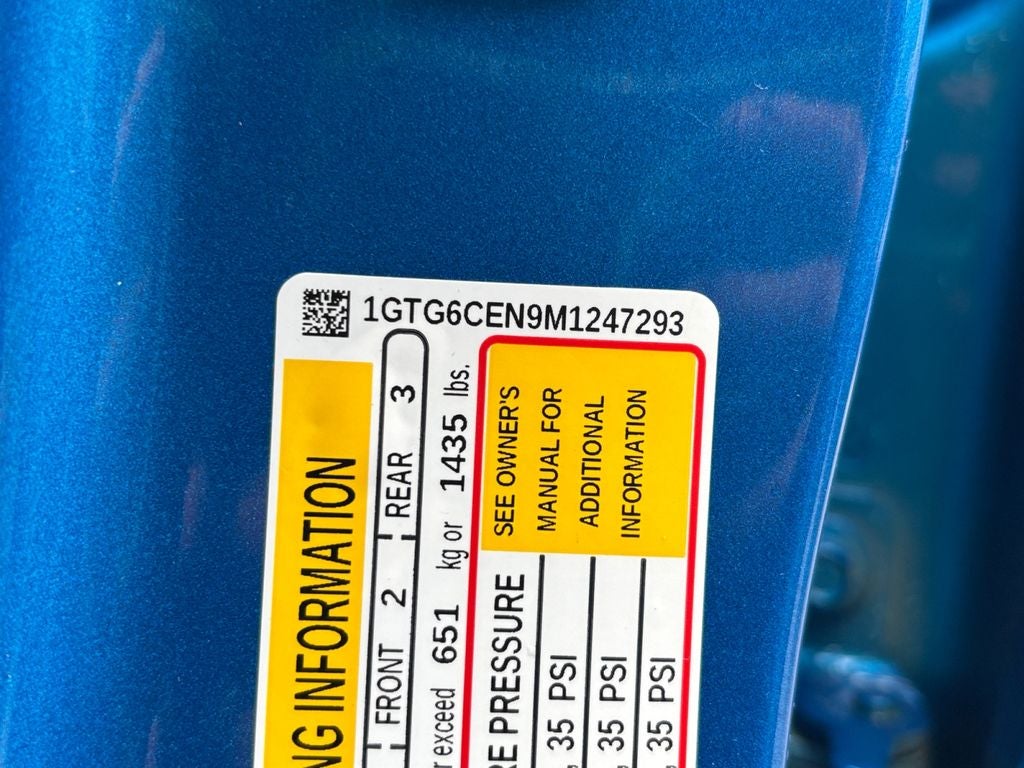 1GTG6CEN9M1247293
NG INFORMATION
FRONT 2 REAR 3
exceed 651 kg or 1435 lbs.
RE PRESSURE
35 PSI
35 PSI
35 PSI
SEE OWNER'S
MANUAL FOR
ADDITIONAL
INFORMATION